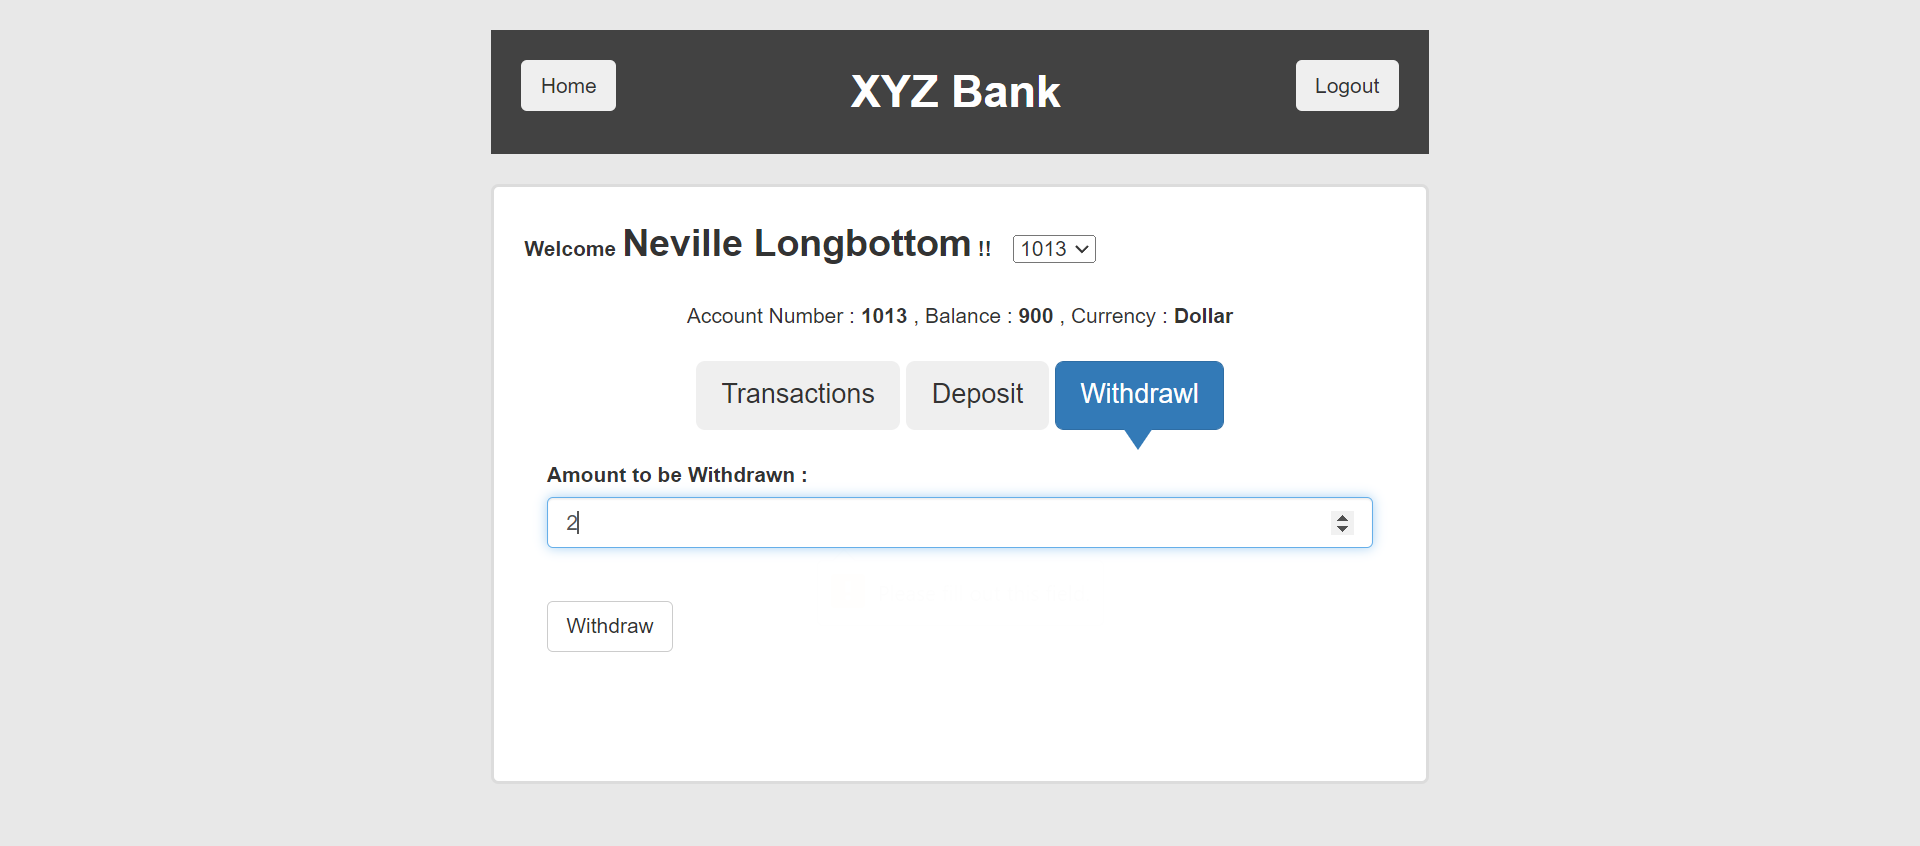 Home
XYZ Bank
Logout
Welcome Neville Longbottom !! 1013
Account Number : 1013 , Balance : 900 , Currency : Dollar
Transactions
Deposit
Withdrawl
Amount to be Withdrawn :
2
Withdraw